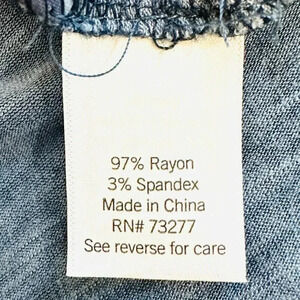 97% Rayon
3% Spandex
Made in China
RN# 73277
See reverse for care